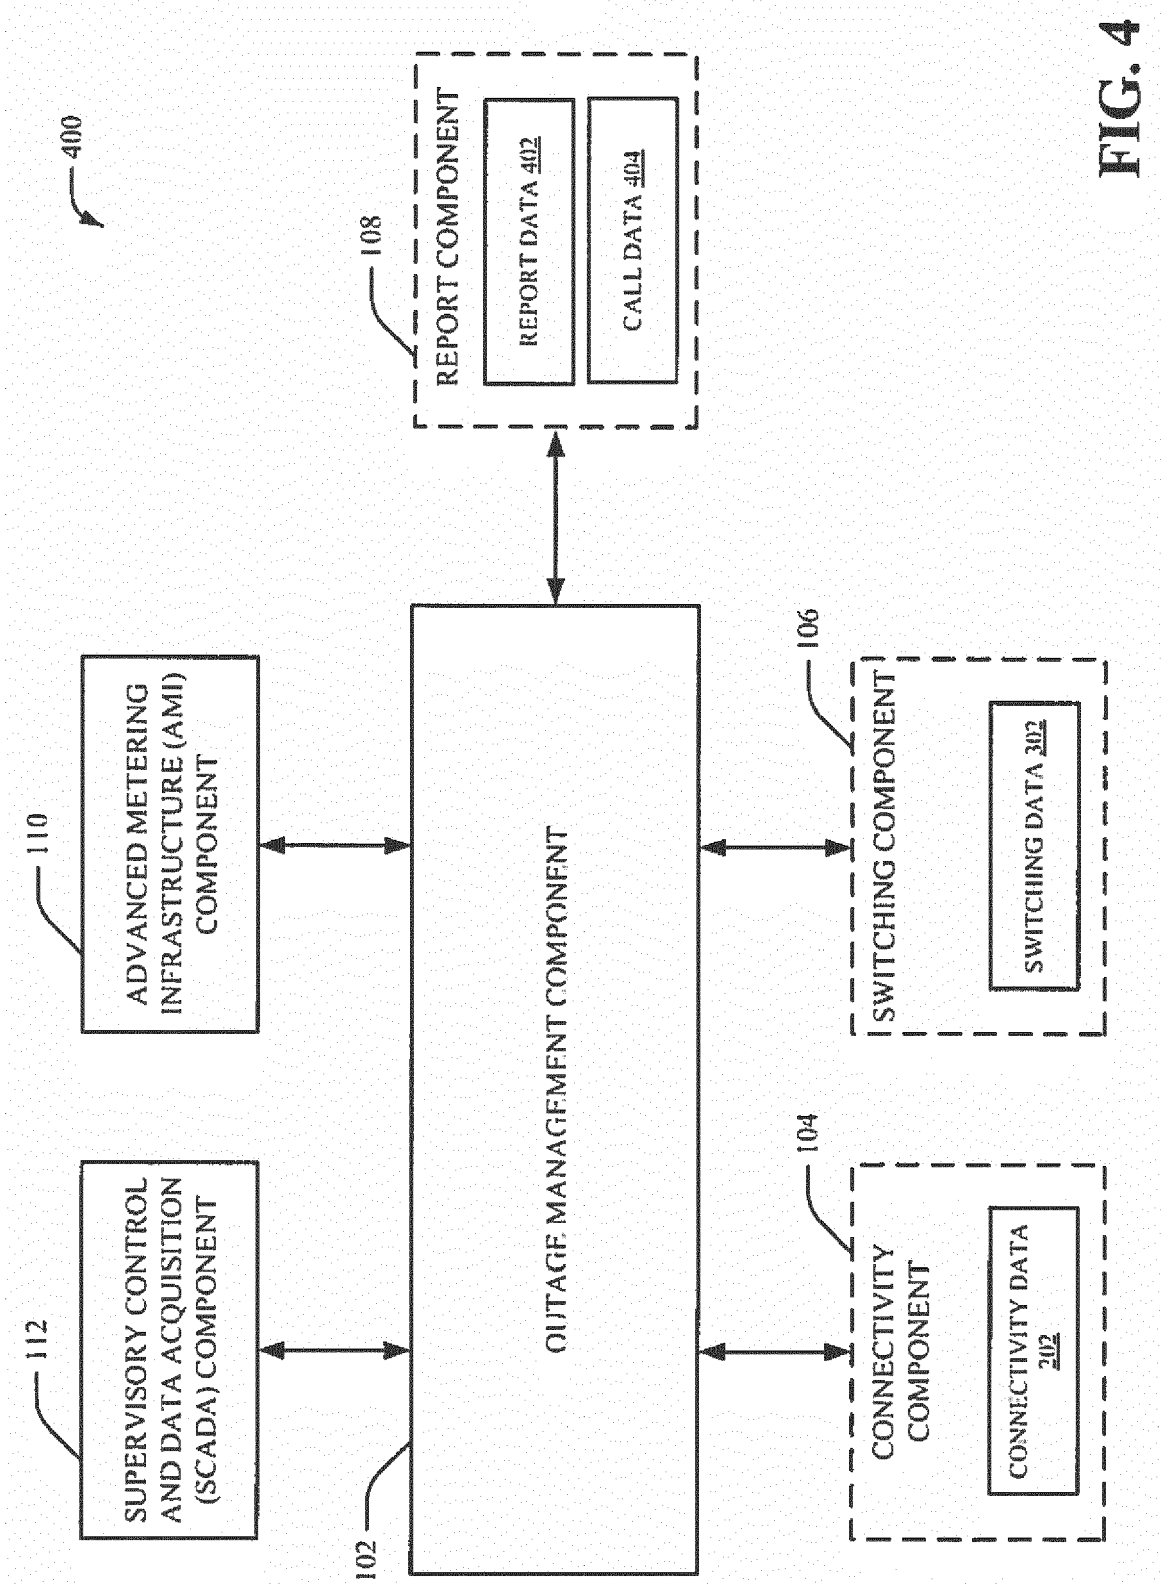 400
112
SUPERVISORY CONTROL
AND DATA ACQUISITION
(SCADA) COMPONENT
110
ADVANCED METERING
INFRASTRUCTURE (AMI)
COMPONENT
102
OUTAGE MANAGEMENT COMPONENT
108
REPORT COMPONENT
REPORT DATA 402
CALL DATA 404
104
CONNECTIVITY
COMPONENT
CONNECTIVITY DATA
202
106
SWITCHING COMPONENT
SWITCHING DATA 302
FIG. 4